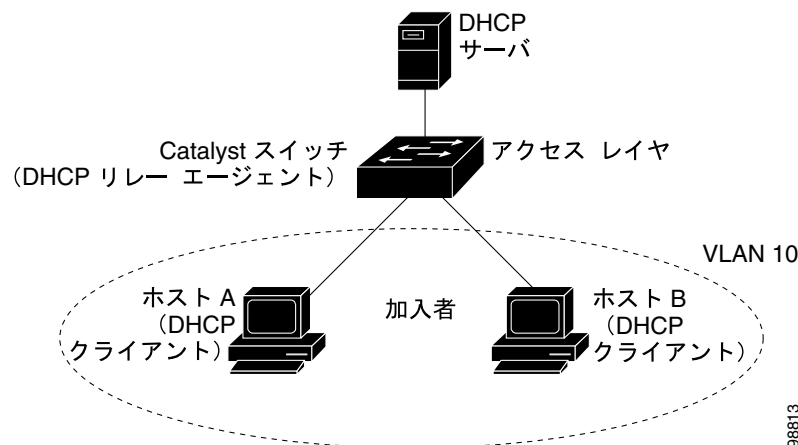 DHCP
サーバ
Catalyst スイッチ
（DHCP リレー エージェント）
アクセス レイヤ
VLAN 10
ホスト A
（DHCP
クライアント）
加入者
ホスト B
（DHCP
クライアント）
98813